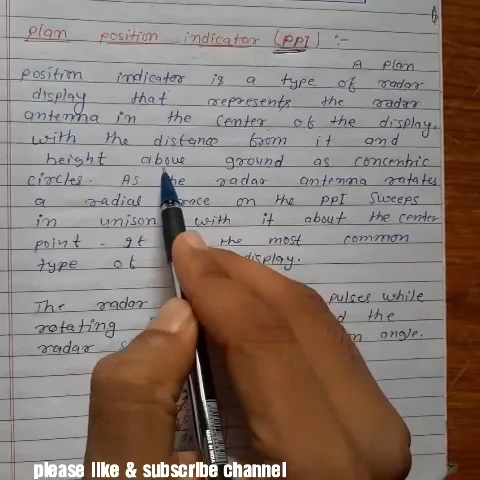 Plan position indicator (PPI) :-
A plan
position indicator is a type of radar
display that represents the radar
antenna in the center of the display,
with the distance from it and
height above ground as concentric
circles. As the radar antenna rotates
a radial on the PPI sweeps
in unison with it about the center
point. It the most common
type of display.
The radar pulses while
rotating the
radar angle.
please like & subscribe channel